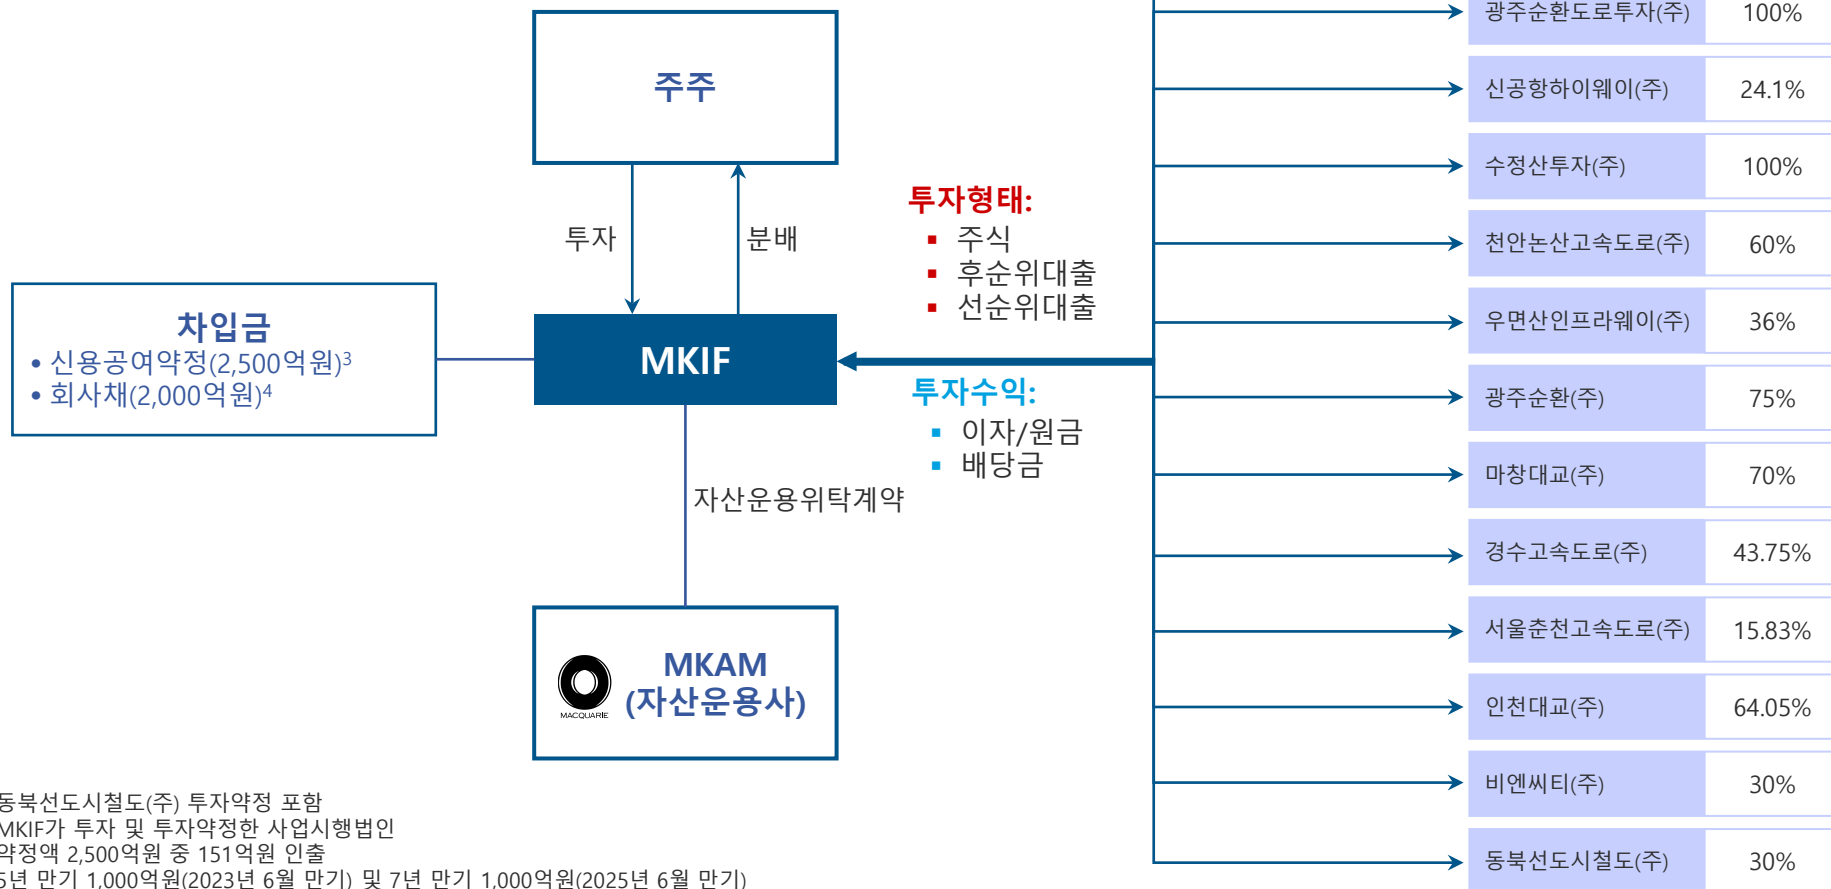 주주
투자
분배
차입금
• 신용공여약정(2,500억원)³
• 회사채(2,000억원)⁴
MKIF
투자형태:
▪ 주식
▪ 후순위대출
▪ 선순위대출
투자수익:
▪ 이자/원금
▪ 배당금
자산운용위탁계약
MACQUARIE
MKAM
(자산운용사)
광주순환도로투자(주) 100%
신공항하이웨이(주) 24.1%
수정산투자(주) 100%
천안논산고속도로(주) 60%
우면산인프라웨이(주) 36%
광주순환(주) 75%
마창대교(주) 70%
경수고속도로(주) 43.75%
서울춘천고속도로(주) 15.83%
인천대교(주) 64.05%
비엔씨티(주) 30%
동북선도시철도(주) 30%
동북선도시철도(주) 투자약정 포함
MKIF가 투자 및 투자약정한 사업시행법인
약정액 2,500억원 중 151억원 인출
5년 만기 1,000억원(2023년 6월 만기) 및 7년 만기 1,000억원(2025년 6월 만기)